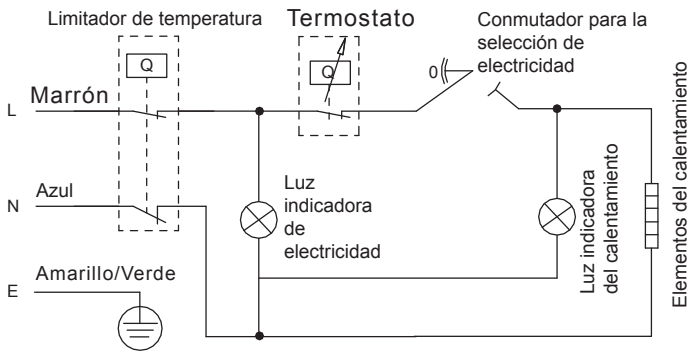 Limitador de temperatura
Termostato
Conmutador para la
selección de
electricidad
Q
Q
0
L
Marrón
N
Azul
E
Amarillo/Verde
Luz
indicadora
de
electricidad
Luz indicadora
del calentamiento
Elementos del calentamiento